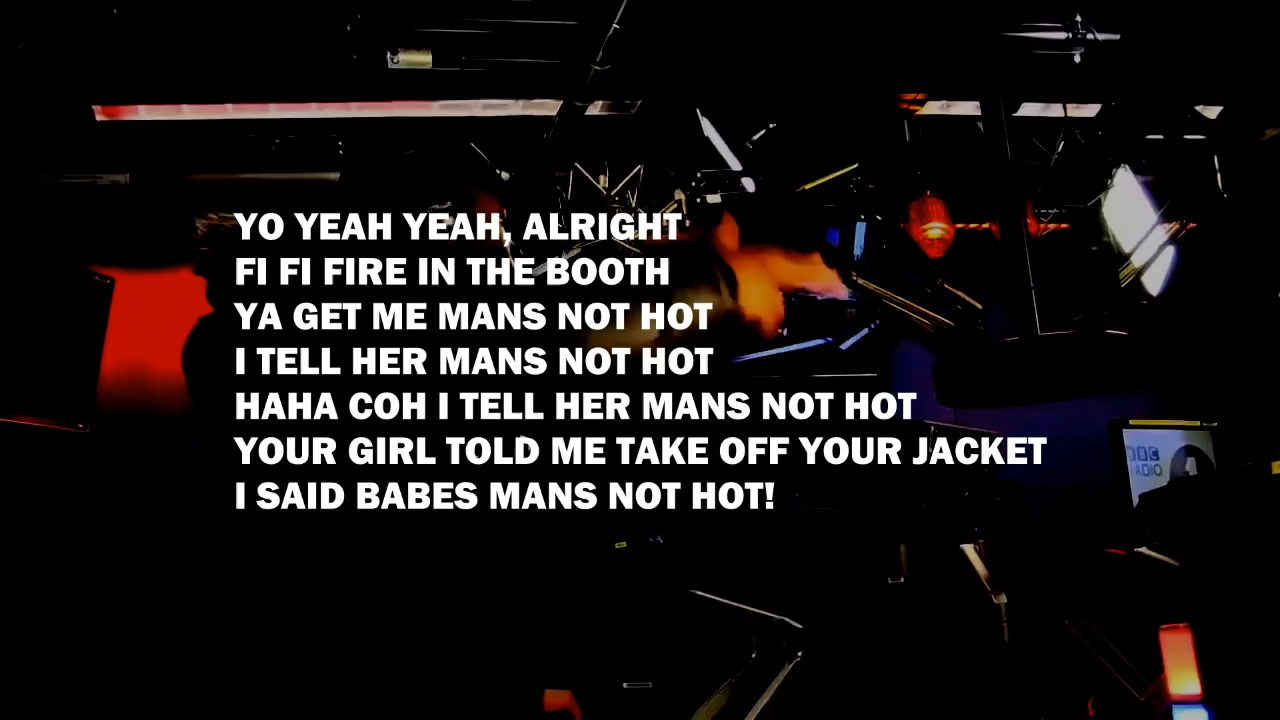 YO YEAH YEAH, ALRIGHT
FI FI FIRE IN THE BOOTH
YA GET ME MANS NOT HOT
I TELL HER MANS NOT HOT
HAHA COH I TELL HER MANS NOT HOT
YOUR GIRL TOLD ME TAKE OFF YOUR JACKET
I SAID BABES MANS NOT HOT!
BBC
RADIO